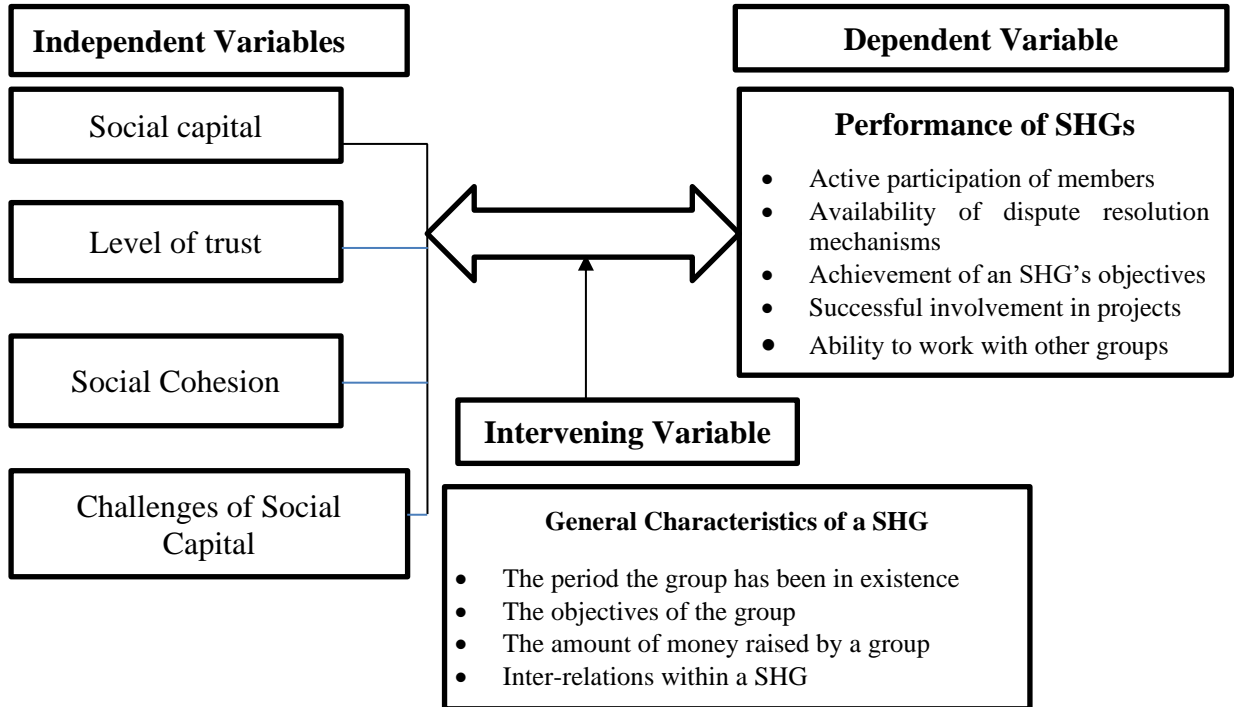 Independent Variables
Dependent Variable
Social capital
Level of trust
Social Cohesion
Challenges of Social
Capital
Performance of SHGs
• Active participation of members
• Availability of dispute resolution
mechanisms
• Achievement of an SHG's objectives
• Successful involvement in projects
• Ability to work with other groups
Intervening Variable
General Characteristics of a SHG
• The period the group has been in existence
• The objectives of the group
• The amount of money raised by a group
• Inter-relations within a SHG